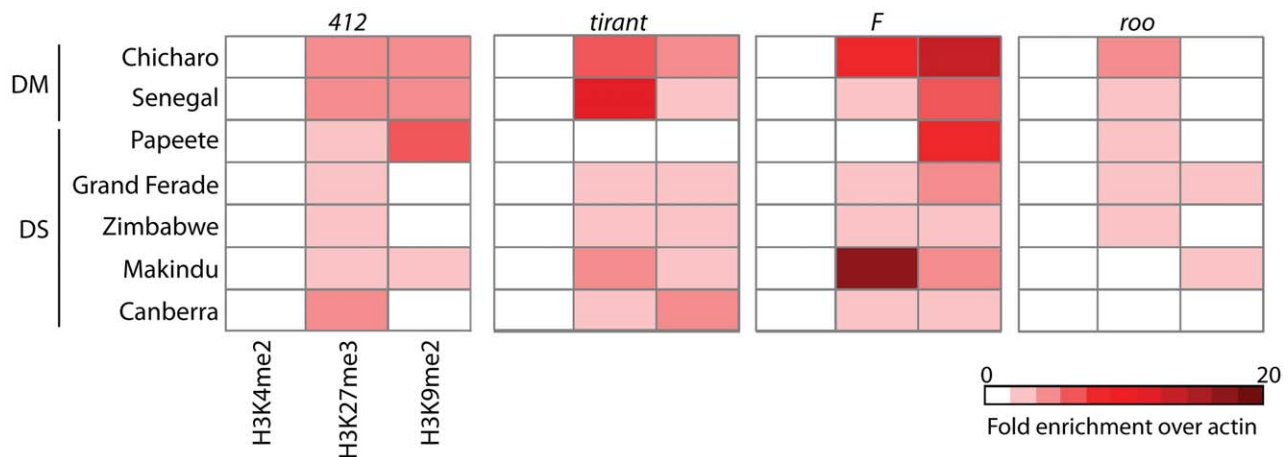 412 tirant F roo
DM
Chicharo
Senegal
DS
Papeete
Grand Ferade
Zimbabwe
Makindu
Canberra
H3K4me2
H3K27me3
H3K9me2
0 20
Fold enrichment over actin